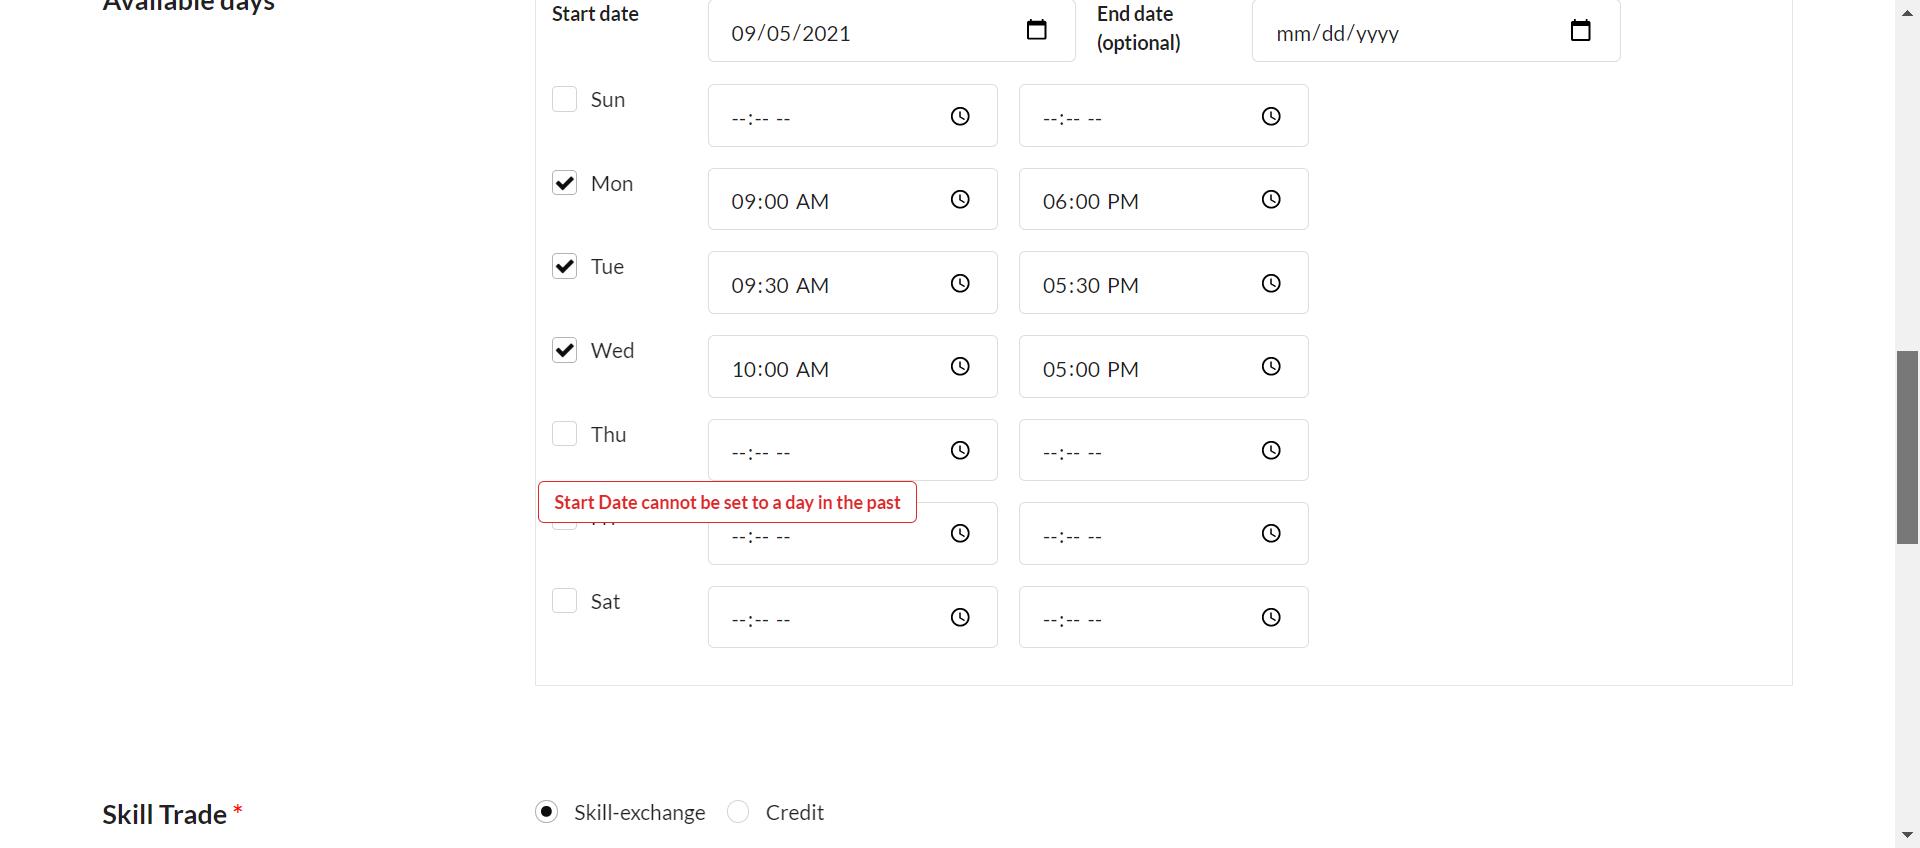 Available days
Start date
09/05/2021
End date
(optional)
mm/dd/yyyy
Sun
--:-- --
--:-- --
Mon
09:00 AM
06:00 PM
Tue
09:30 AM
05:30 PM
Wed
10:00 AM
05:00 PM
Thu
--:-- --
--:-- --
Start Date cannot be set to a day in the past
--:-- --
--:-- --
Sat
--:-- --
--:-- --
Skill Trade *
Skill-exchange
Credit